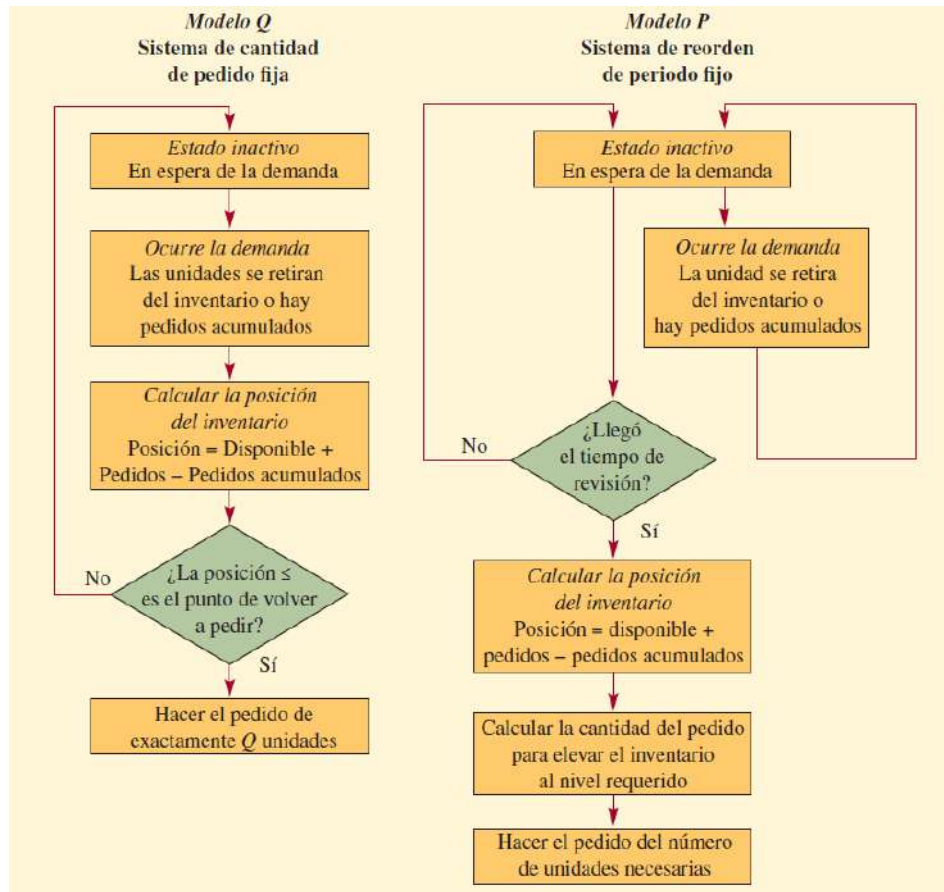 Modelo Q
Sistema de cantidad
de pedido fija
Estado inactivo
En espera de la demanda
Ocurre la demanda
Las unidades se retiran
del inventario o hay
pedidos acumulados
Calcular la posición
del inventario
Posición = Disponible +
Pedidos – Pedidos acumulados
No
¿La posición ≤
es el punto de volver
a pedir?
Sí
Hacer el pedido de
exactamente Q unidades
Modelo P
Sistema de reorden
de periodo fijo
Estado inactivo
En espera de la demanda
Ocurre la demanda
La unidad se retira
del inventario o
hay pedidos acumulados
No
¿Llegó
el tiempo de
revisión?
Sí
Calcular la posición
del inventario
Posición = disponible +
pedidos – pedidos acumulados
Calcular la cantidad del pedido
para elevar el inventario
al nivel requerido
Hacer el pedido del número
de unidades necesarias